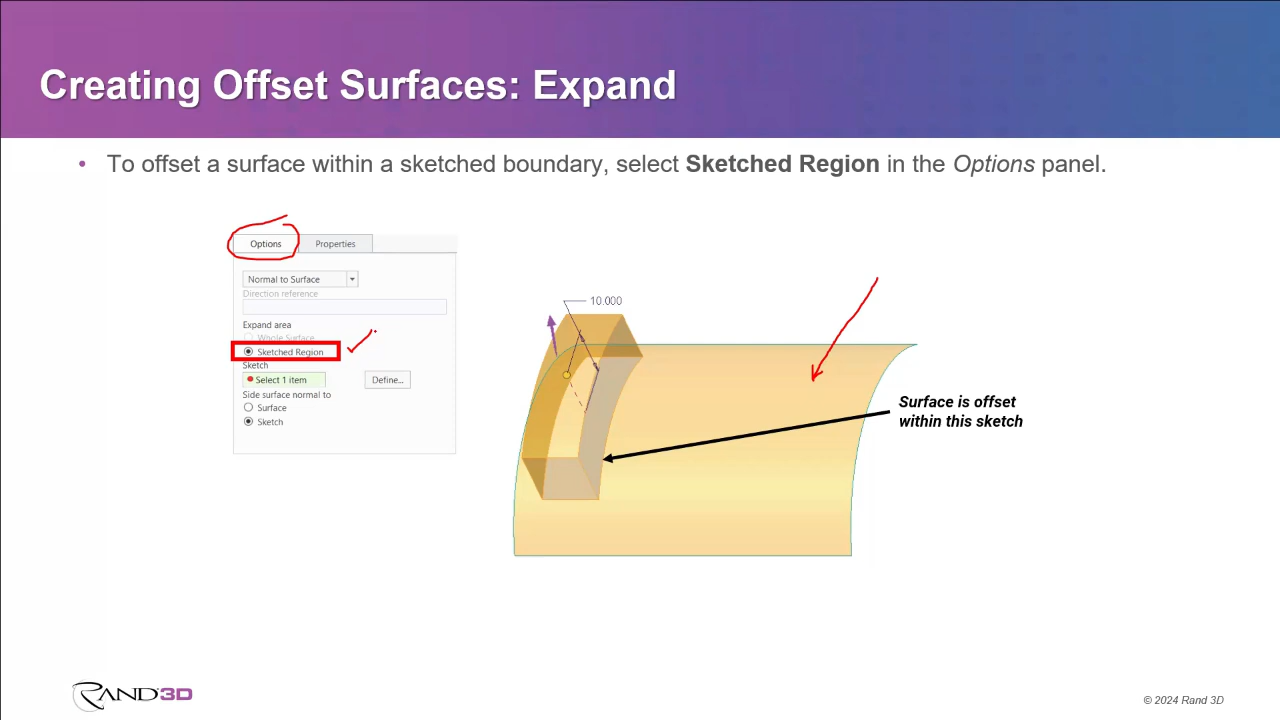 Creating Offset Surfaces: Expand
• To offset a surface within a sketched boundary, select Sketched Region in the Options panel.
Options
Properties
Normal to Surface
Direction reference
Expand area
Whole Surface
Sketched Region
Sketch
Select 1 item
Define...
Side surface normal to
Surface
Sketch
10.000
Surface is offset
within this sketch
RAND 3D
© 2024 Rand 3D